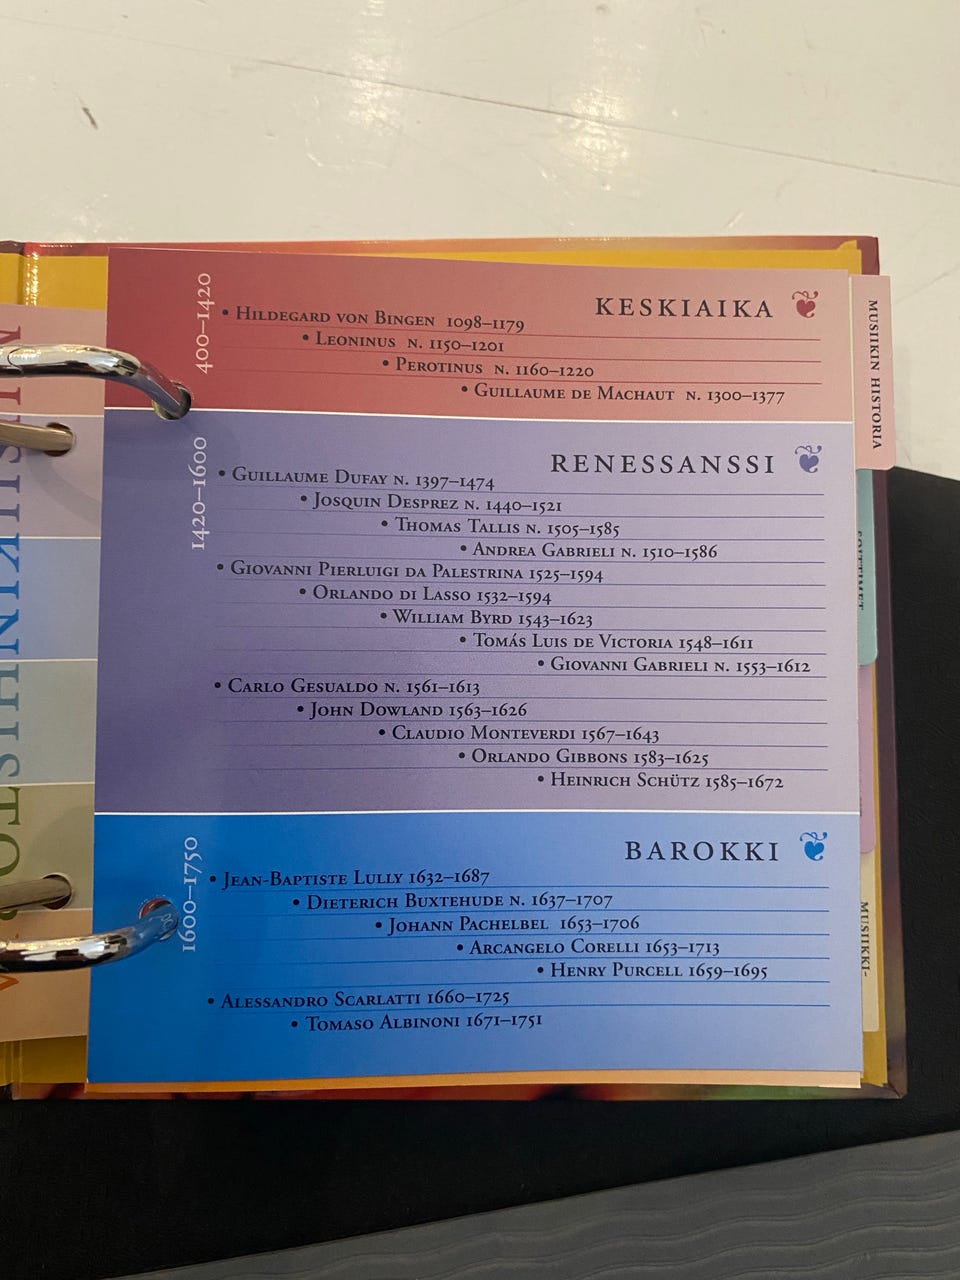 KESKIAIKA
400–1420
• Hildegard von Bingen 1098–1179
• Leoninus n. 1150–1201
• Perotinus n. 1160–1220
• Guillaume de Machaut n. 1300–1377
RENESSANSSI
1420–1600
• Guillaume Dufay n. 1397–1474
• Josquin Desprez n. 1440–1521
• Thomas Tallis n. 1505–1585
• Andrea Gabrieli n. 1510–1586
• Giovanni Pierluigi da Palestrina 1525–1594
• Orlando di Lasso 1532–1594
• William Byrd 1543–1623
• Tomás Luis de Victoria 1548–1611
• Giovanni Gabrieli n. 1553–1612
• Carlo Gesualdo n. 1561–1613
• John Dowland 1563–1626
• Claudio Monteverdi 1567–1643
• Orlando Gibbons 1583–1625
• Heinrich Schütz 1585–1672
BAROKKI
1600–1750
• Jean-Baptiste Lully 1632–1687
• Dieterich Buxtehude n. 1637–1707
• Johann Pachelbel 1653–1706
• Arcangelo Corelli 1653–1713
• Henry Purcell 1659–1695
• Alessandro Scarlatti 1660–1725
• Tomaso Albinoni 1671–1751
MUSIIKIN HISTORIA
MUSIIKKI-